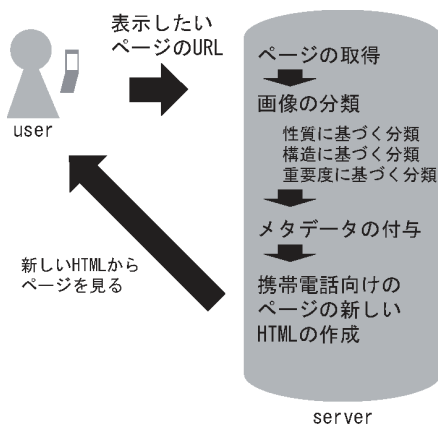 表示したい
ページのURL
user
ページの取得
画像の分類
性質に基づく分類
構造に基づく分類
重要度に基づく分類
メタデータの付与
携帯電話向けの
ページの新しい
HTMLの作成
新しいHTMLから
ページを見る
server